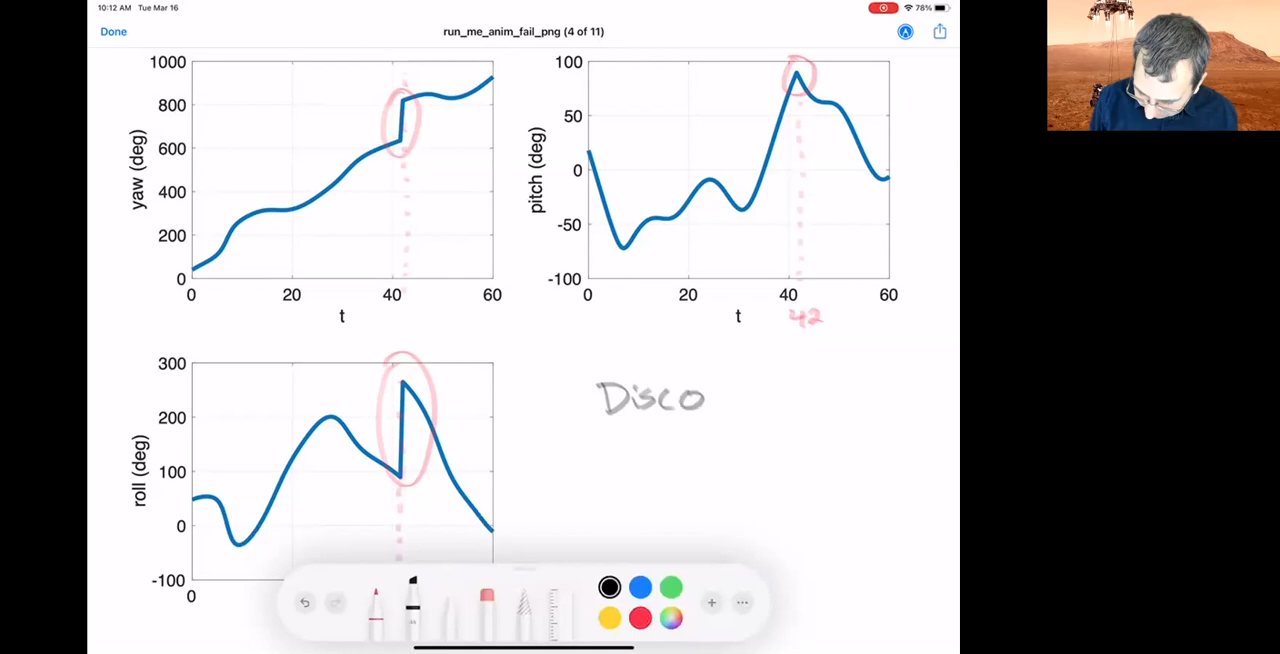 10:12 AM Tue Mar 16
78%
Done
run_me_anim_fail_png (4 of 11)
1000
800
600
400
200
0
yaw (deg)
0 20 40 60
t
100
50
0
-50
-100
pitch (deg)
0 20 40 60
t
42
300
200
100
0
-100
roll (deg)
0
Disco